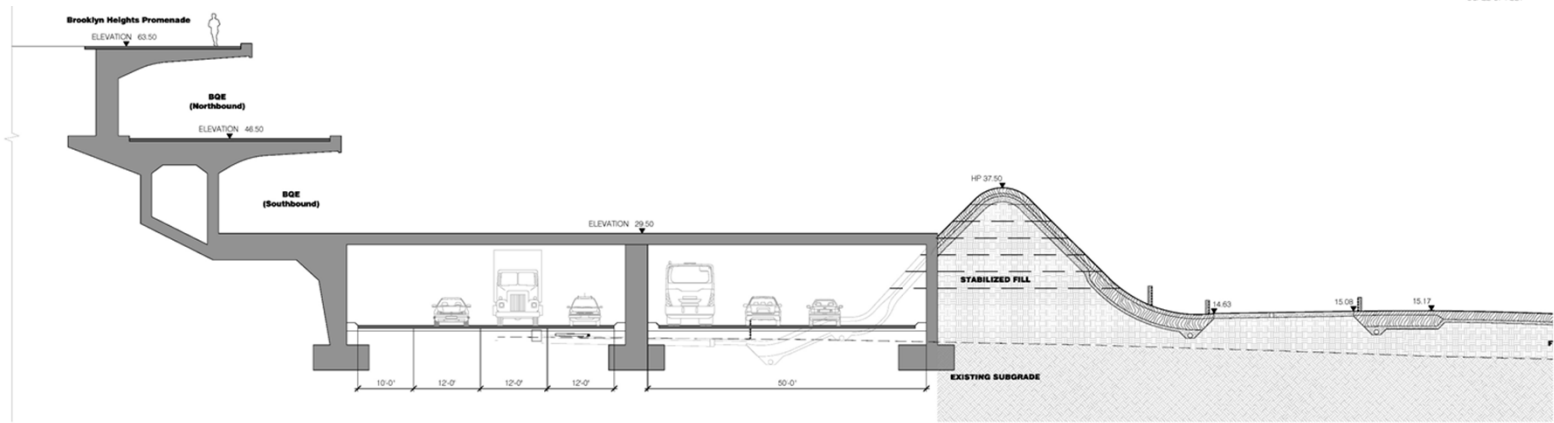 Brooklyn Heights Promenade
ELEVATION 63.50
BQE
(Northbound)
ELEVATION 46.50
BQE
(Southbound)
ELEVATION 29.50
HP 37.50
STABILIZED FILL
14.63
15.08
15.17
EXISTING SUBGRADE
10'-0"
12'-0"
12'-0"
12'-0"
50'-0"
F